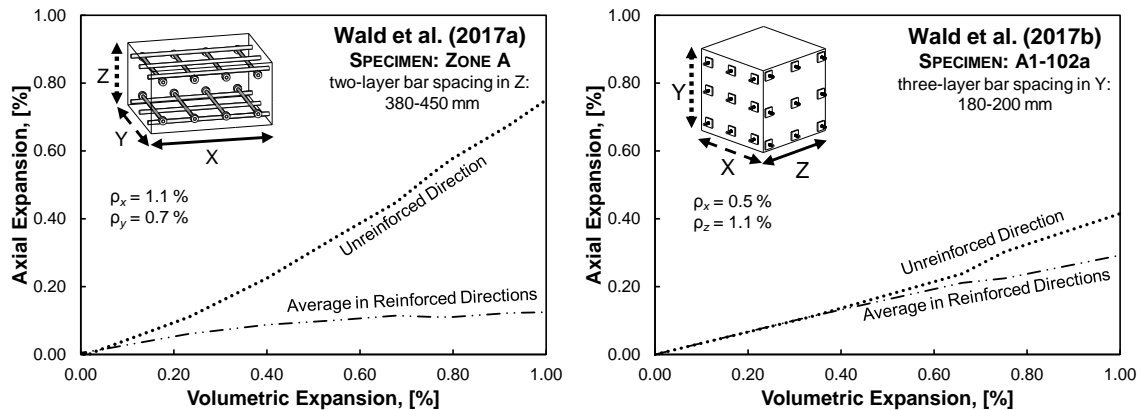 Wald et al. (2017a)
SPECIMEN: ZONE A
two-layer bar spacing in Z:
380-450 mm
Z
Y
X
ρx = 1.1 %
ρy = 0.7 %
Unreinforced Direction
Average in Reinforced Directions
Axial Expansion, [%]
1.00
0.80
0.60
0.40
0.20
0.00
0.00 0.20 0.40 0.60 0.80 1.00
Volumetric Expansion, [%]
Wald et al. (2017b)
SPECIMEN: A1-102a
three-layer bar spacing in Y:
180-200 mm
Y
X
Z
ρx = 0.5 %
ρz = 1.1 %
Unreinforced Direction
Average in Reinforced Directions
Axial Expansion, [%]
1.00
0.80
0.60
0.40
0.20
0.00
0.00 0.20 0.40 0.60 0.80 1.00
Volumetric Expansion, [%]